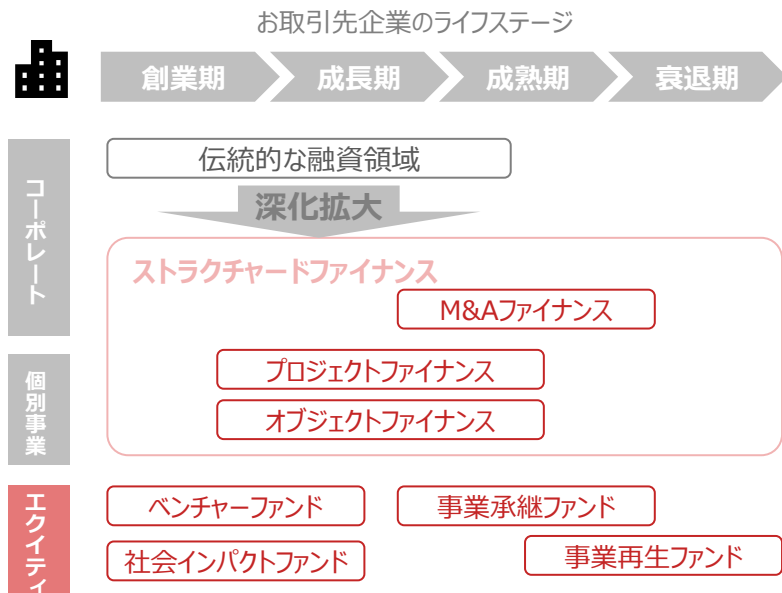 お取引先企業のライフステージ
創業期
成長期
成熟期
衰退期
コーポレート
伝統的な融資領域
深化拡大
ストラクチャードファイナンス
M&Aファイナンス
個別事業
プロジェクトファイナンス
オブジェクトファイナンス
エクイティ
ベンチャーファンド
事業承継ファンド
社会インパクトファンド
事業再生ファンド